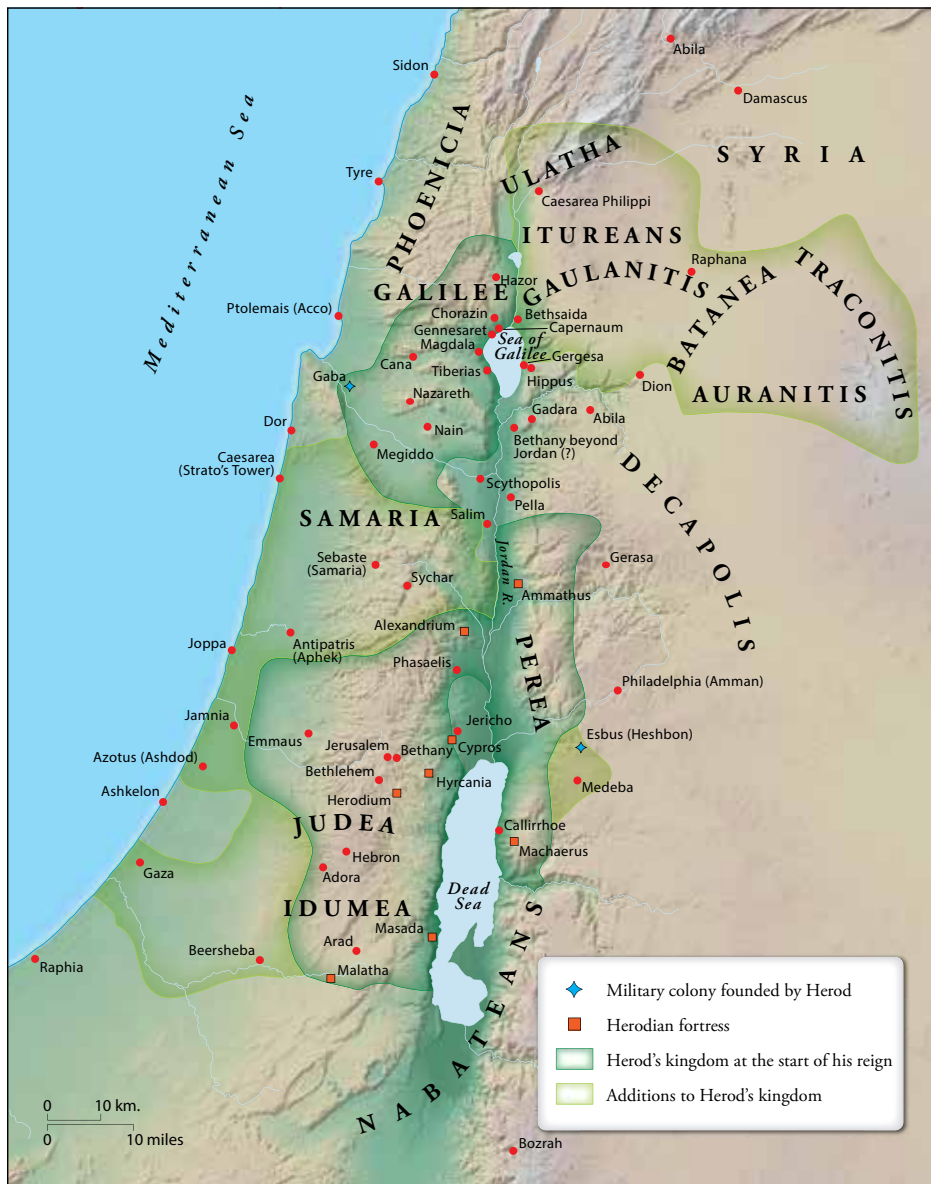 Abila
Sidon
Damascus
Mediterranean Sea
PHOENICIA
ULATHA
SYRIA
Tyre
Caesarea Philippi
ITUREANS
Raphana
Hazor
GALILEE
GAULANITIS
BATANEA
TRACONITIS
Ptolemais (Acco)
Chorazin
Bethsaida
Gennesaret
Capernaum
Magdala
Sea of
Galilee
Cana
Gergesa
Tiberias
Hippus
Gaba
Dion
AURANITIS
Nazareth
Gadara
Abila
Dor
Nain
Bethany beyond
Jordan (?)
Megiddo
Caesarea
(Strato's Tower)
DECAPOLIS
Scythopolis
Pella
SAMARIA
Salim
Jordan R.
Sebaste
(Samaria)
Sychar
Gerasa
Ammathus
Alexandrium
Joppa
Antipatris
(Aphek)
PEREA
Phasaelis
Philadelphia (Amman)
Jamnia
Emmaus
Jericho
Esbus (Heshbon)
Jerusalem
Bethany
Cypros
Azotus (Ashdod)
Bethlehem
Hyrcania
Medeba
Ashkelon
Herodium
JUDEA
Callirrhoe
Machaerus
Hebron
Gaza
Adora
Dead
Sea
IDUMEA
Masada
Arad
Beersheba
Raphia
Malatha
NABATEANS
Military colony founded by Herod
Herodian fortress
Herod's kingdom at the start of his reign
Additions to Herod's kingdom
0 10 km.
0 10 miles
Bozrah